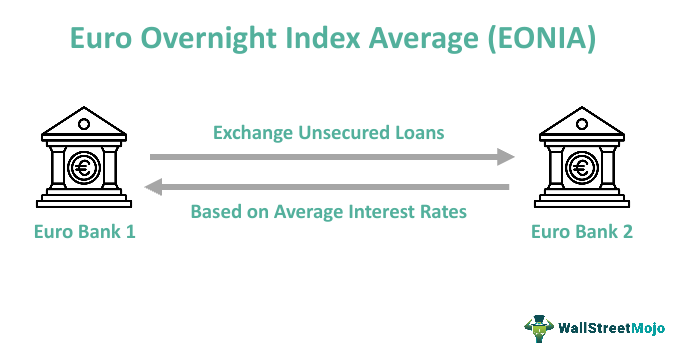 Euro Overnight Index Average (EONIA)
Exchange Unsecured Loans
Based on Average Interest Rates
Euro Bank 1
Euro Bank 2
WallStreetMojo